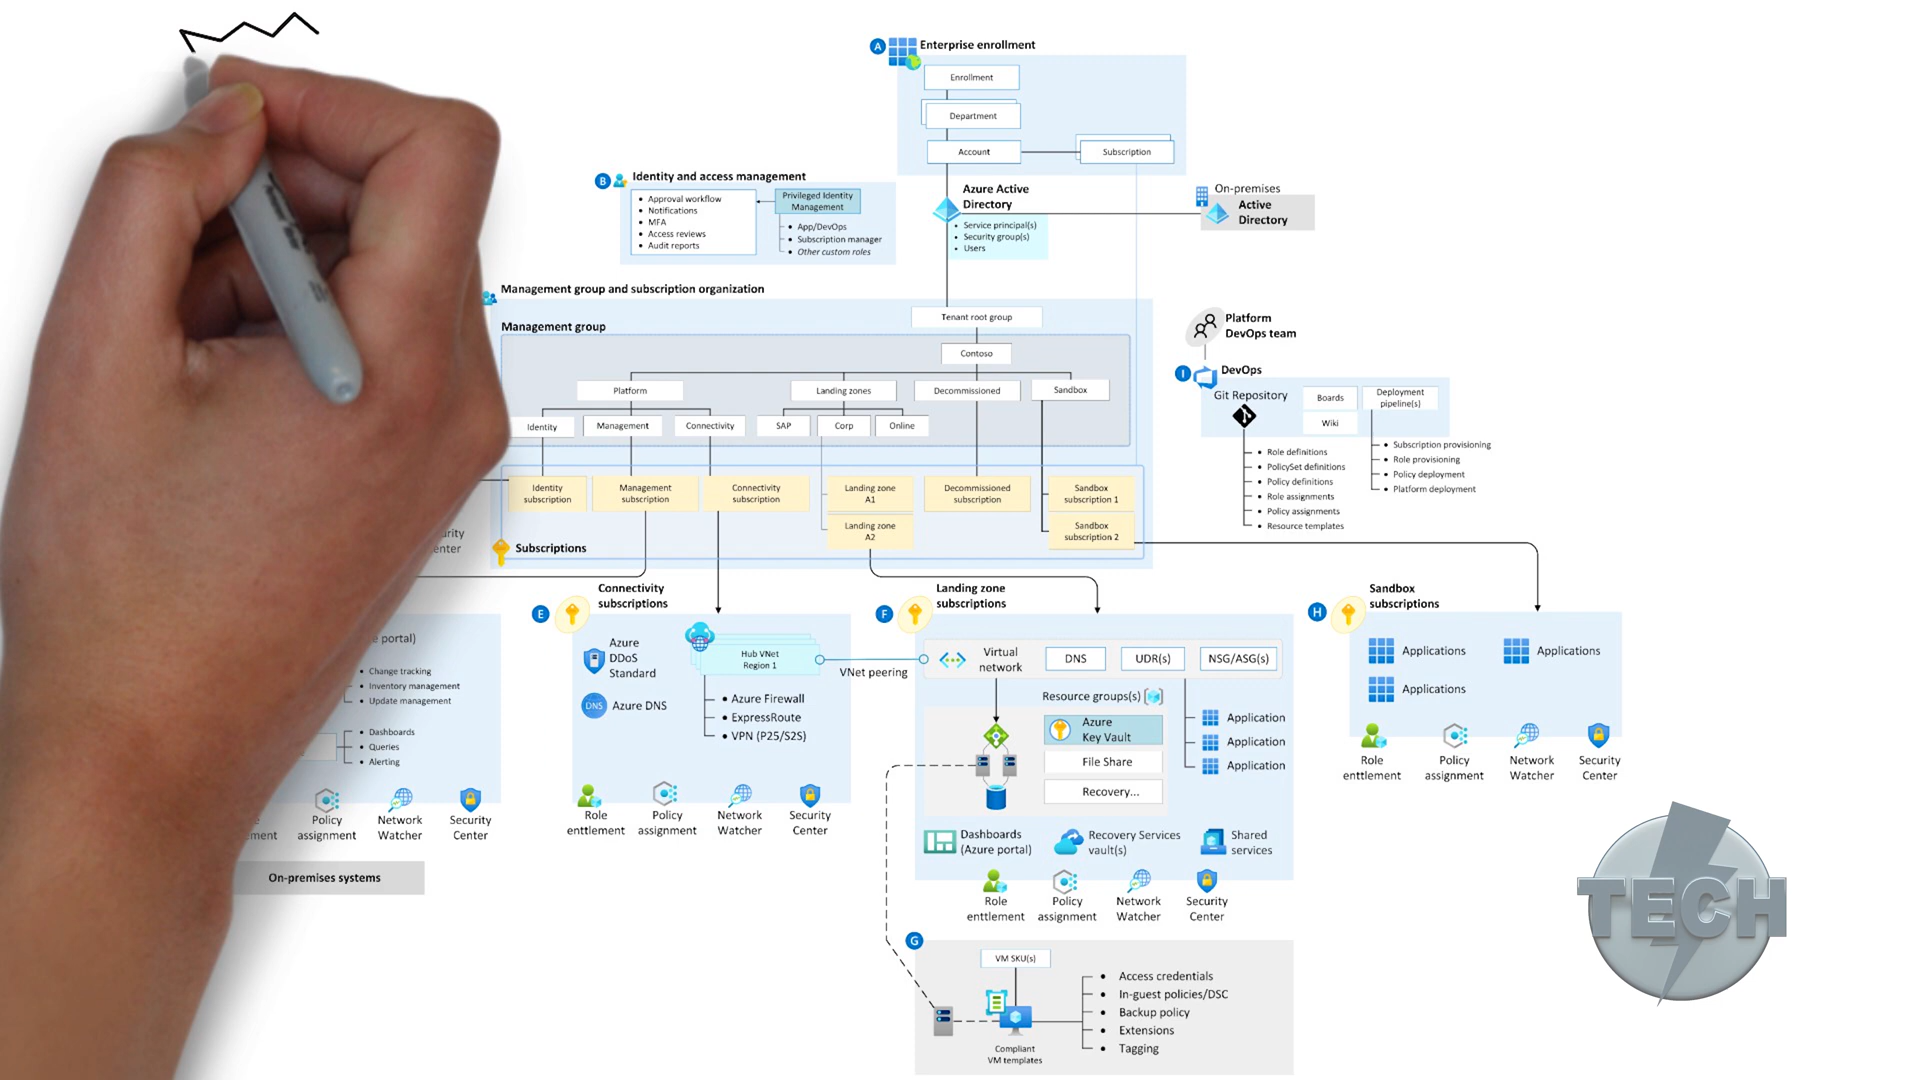 A
Enterprise enrollment
Enrollment
Department
Account
Subscription
B
Identity and access management
Approval workflow
Notifications
MFA
Access reviews
Audit reports
Privileged Identity
Management
App/DevOps
Subscription manager
Other custom roles
Azure Active
Directory
Service principal(s)
Security group(s)
Users
On-premises
Active
Directory
Management group and subscription organization
Management group
Tenant root group
Contoso
Platform
Landing zones
Decommissioned
Sandbox
Identity
Management
Connectivity
SAP
Corp
Online
Identity
subscription
Management
subscription
Connectivity
subscription
Landing zone
A1
Landing zone
A2
Decommissioned
subscription
Sandbox
subscription 1
Sandbox
subscription 2
Subscriptions
Platform
DevOps team
I
DevOps
Git Repository
Boards
Wiki
Deployment
pipeline(s)
Role definitions
PolicySet definitions
Policy definitions
Role assignments
Policy assignments
Resource templates
Subscription provisioning
Role provisioning
Policy deployment
Platform deployment
urity
enter
e portal)
Change tracking
Inventory management
Update management
Dashboards
Queries
Alerting
e
ement
Policy
assignment
Network
Watcher
Security
Center
On-premises systems
E
Connectivity
subscriptions
Azure
DDoS
Standard
DNS
Azure DNS
Hub VNet
Region 1
Azure Firewall
ExpressRoute
VPN (P25/S2S)
Role
enttlement
Policy
assignment
Network
Watcher
Security
Center
VNet peering
F
Landing zone
subscriptions
Virtual
network
DNS
UDR(s)
NSG/ASG(s)
Resource groups(s)
Azure
Key Vault
File Share
Recovery...
Application
Application
Application
Dashboards
(Azure portal)
Recovery Services
vault(s)
Shared
services
Role
enttlement
Policy
assignment
Network
Watcher
Security
Center
G
VM SKU(s)
Compliant
VM templates
Access credentials
In-guest policies/DSC
Backup policy
Extensions
Tagging
H
Sandbox
subscriptions
Applications
Applications
Applications
Role
enttlement
Policy
assignment
Network
Watcher
Security
Center
TECH